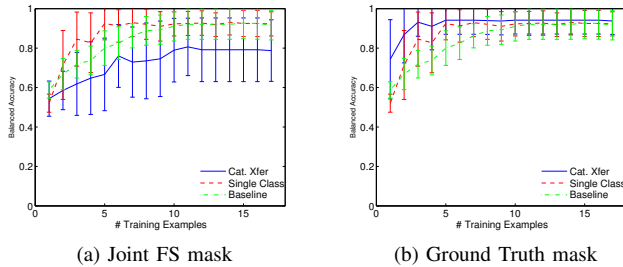 1
0.8
0.6
0.4
0.2
0
0 5 10 15
Balanced Accuracy
# Training Examples
Cat. Xfer
Single Class
Baseline
(a) Joint FS mask
1
0.8
0.6
0.4
0.2
0
0 5 10 15
Balanced Accuracy
# Training Examples
Cat. Xfer
Single Class
Baseline
(b) Ground Truth mask